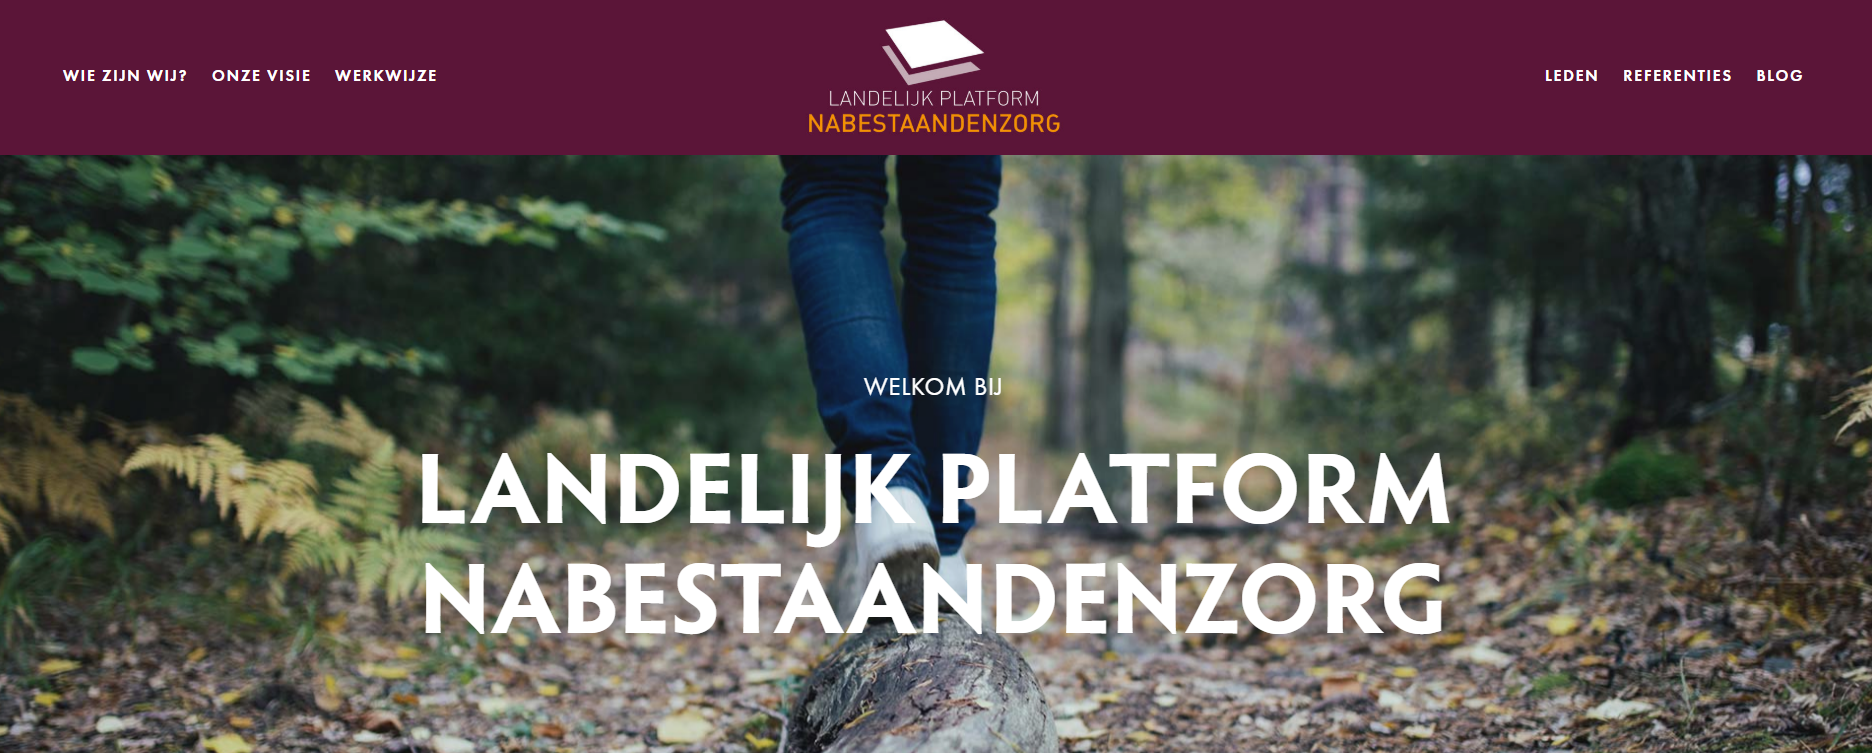 WIE ZIJN WIJ? ONZE VISIE WERKWIJZE
LANDELIJK PLATFORM
NABESTAANDENZORG
LEDEN REFERENTIES BLOG
WELKOM BIJ
LANDELIJK PLATFORM
NABESTAANDENZORG